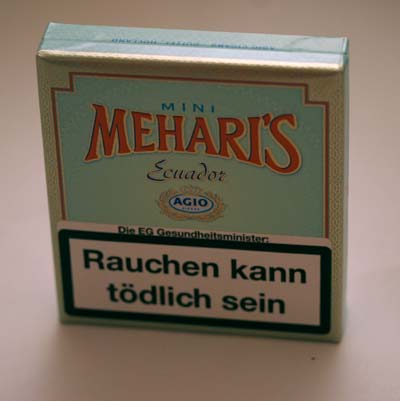 MINI
MEHARI'S
Ecuador
AGIO
Die EG Gesundheitsminister:
Rauchen kann
tödlich sein